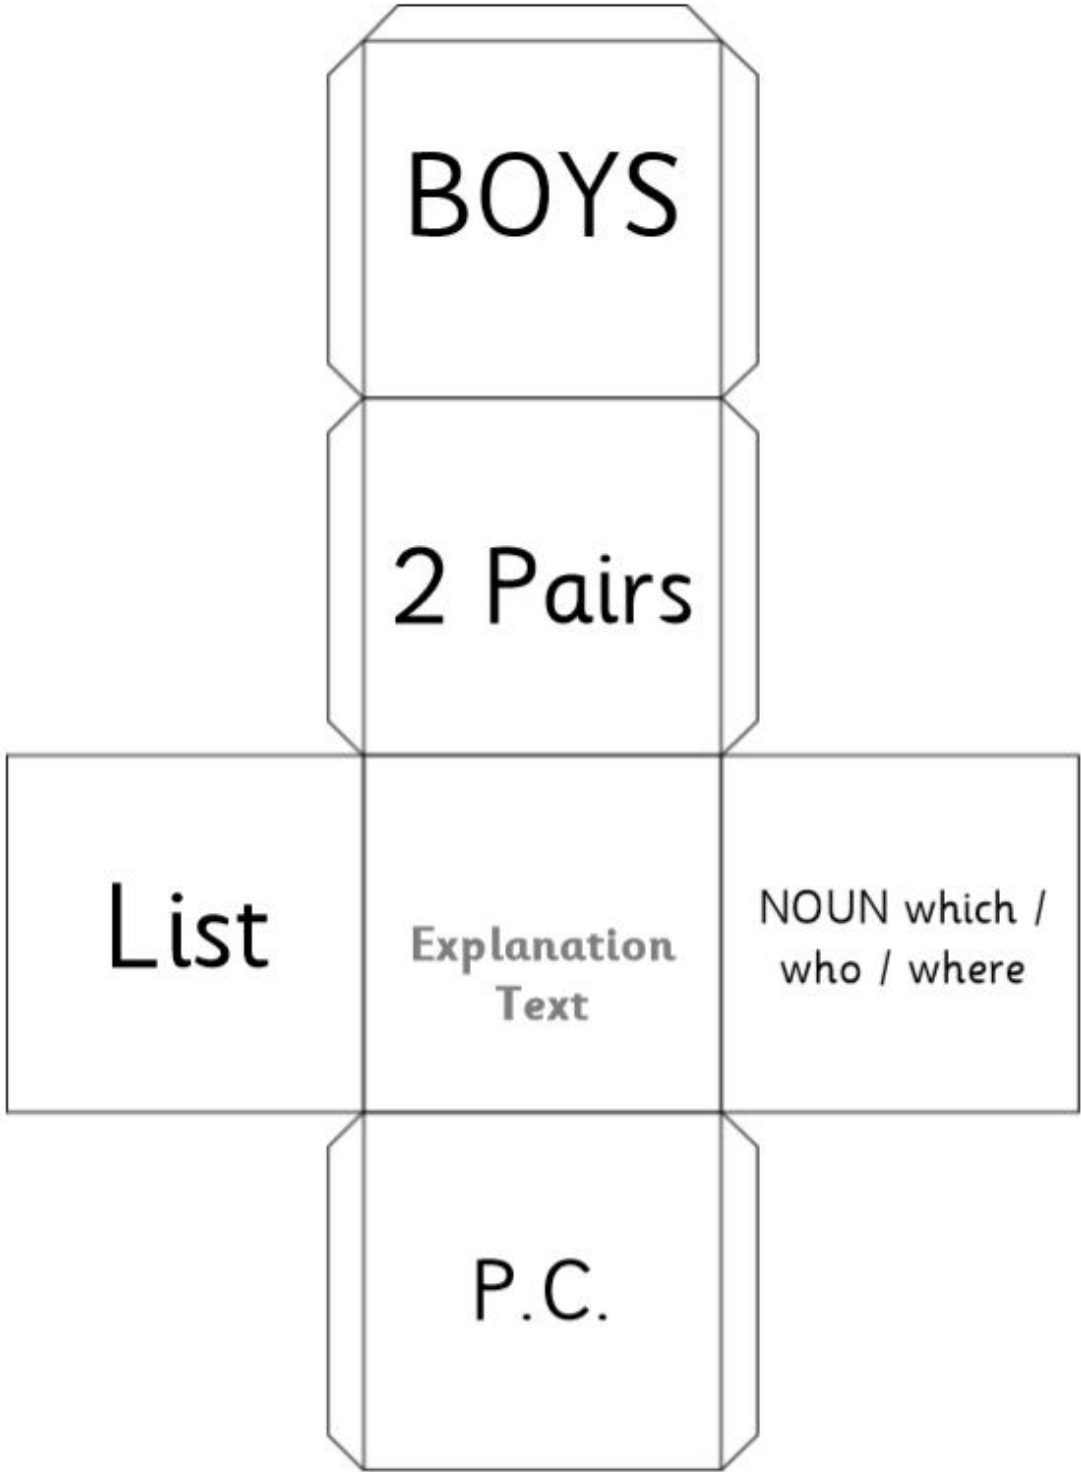 BOYS
2 Pairs
List
Explanation
Text
NOUN which /
who / where
P.C.